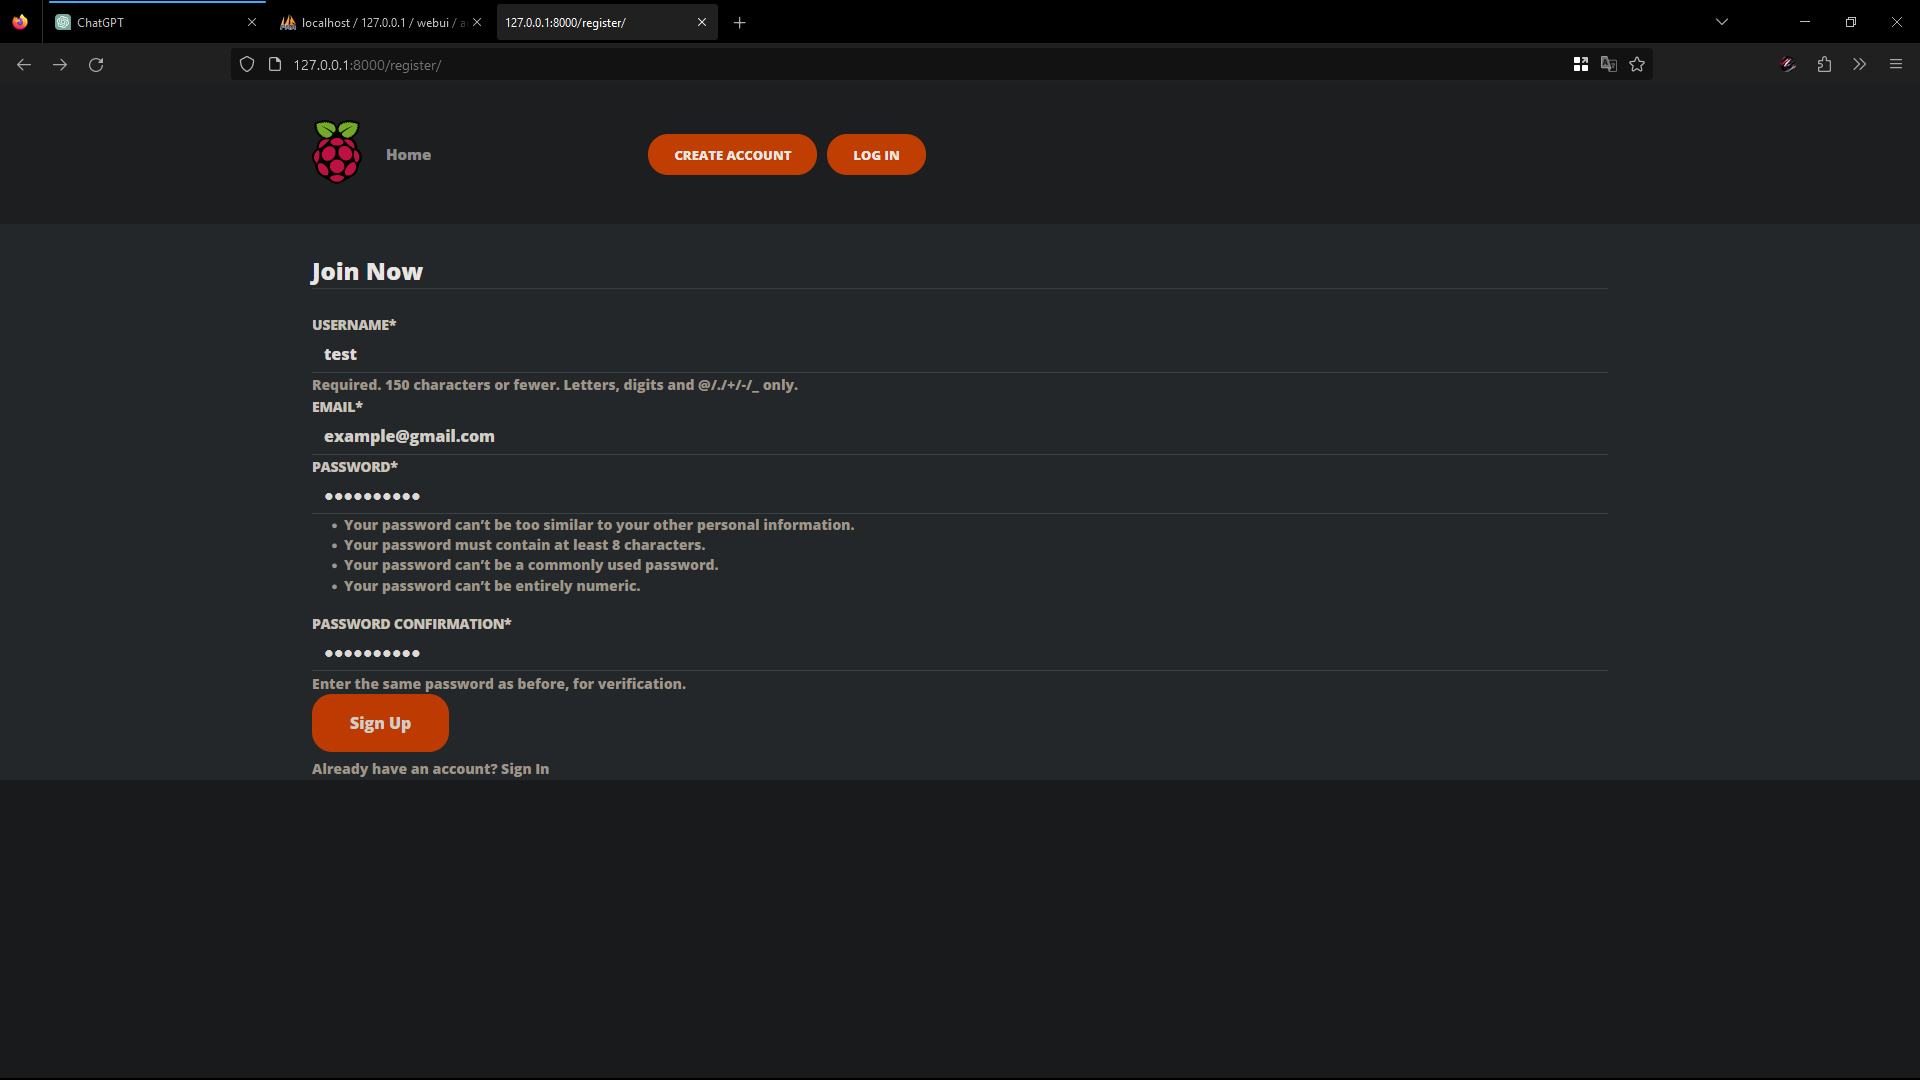 ChatGPT
localhost / 127.0.0.1 / webui / a
127.0.0.1:8000/register/
127.0.0.1:8000/register/
Home
CREATE ACCOUNT
LOG IN
Join Now
USERNAME*
test
Required. 150 characters or fewer. Letters, digits and @/./+/-/_ only.
EMAIL*
example@gmail.com
PASSWORD*
••••••••••
• Your password can’t be too similar to your other personal information.
• Your password must contain at least 8 characters.
• Your password can’t be a commonly used password.
• Your password can’t be entirely numeric.
PASSWORD CONFIRMATION*
••••••••••
Enter the same password as before, for verification.
Sign Up
Already have an account? Sign In